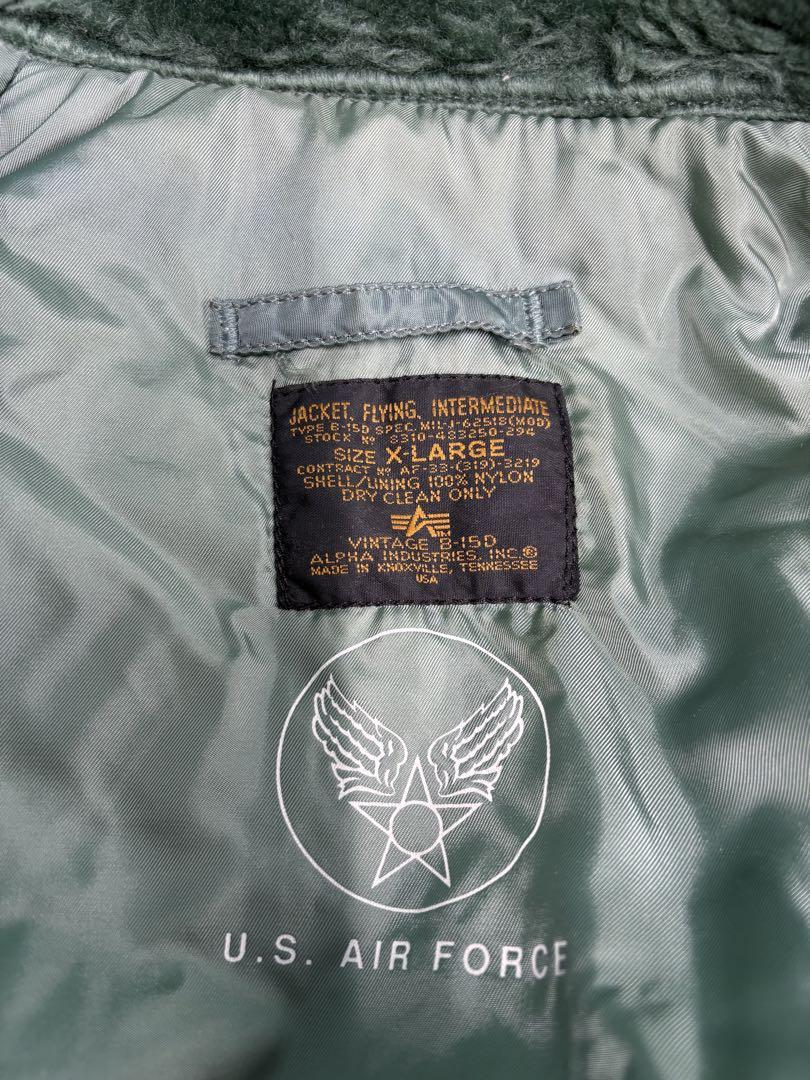 JACKET, FLYING, INTERMEDIATE
TYPE B-15D SPEC. MIL-J-6251B(MOD)
STOCK Nº 8310-483250-294
SIZE X-LARGE
CONTRACT Nº AF-33-(319)-3219
SHELL/LINING 100% NYLON
DRY CLEAN ONLY
A™
VINTAGE B-15D
ALPHA INDUSTRIES, INC.®
MADE IN KNOXVILLE, TENNESSEE
USA
U.S. AIR FORCE